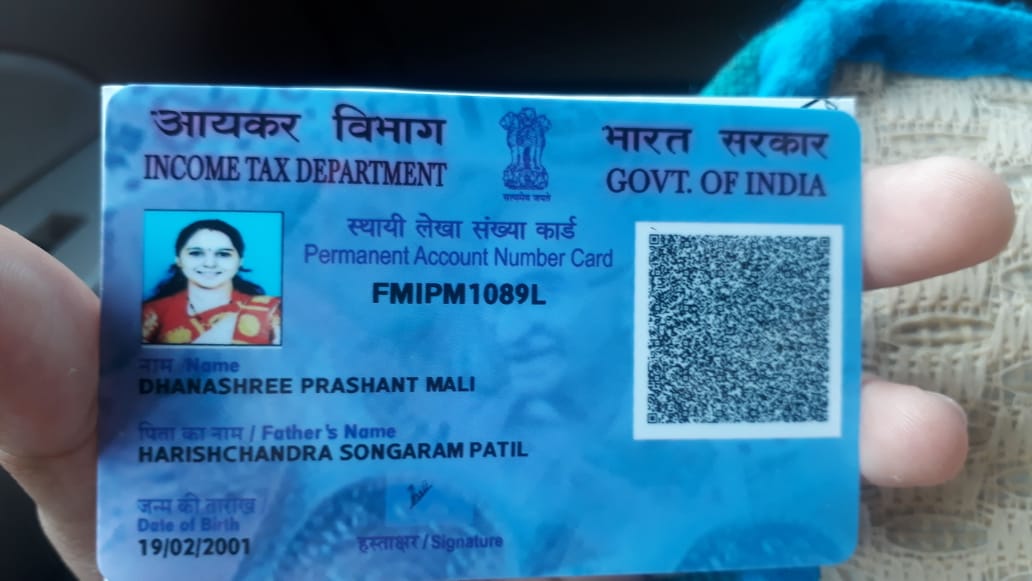 आयकर विभाग
INCOME TAX DEPARTMENT
सत्यमेव जयते
भारत सरकार
GOVT. OF INDIA
स्थायी लेखा संख्या कार्ड
Permanent Account Number Card
FMIPM1089L
नाम /Name
DHANASHREE PRASHANT MALI
पिता का नाम / Father's Name
HARISHCHANDRA SONGARAM PATIL
जन्म की तारीख
Date of Birth
19/02/2001
हस्ताक्षर / Signature